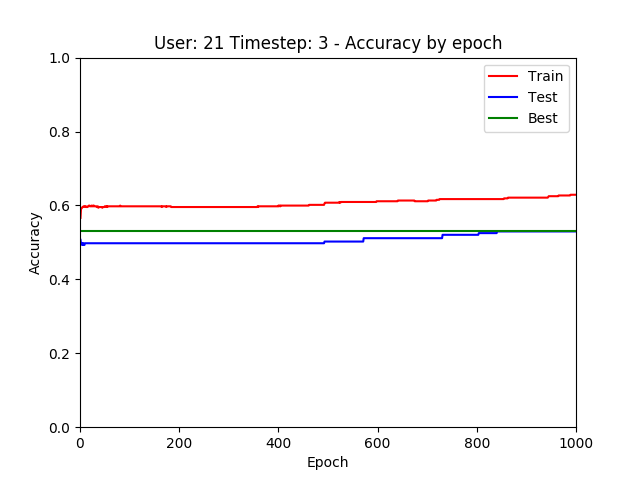 User: 21 Timestep: 3 - Accuracy by epoch
1.0
0.8
0.6
0.4
0.2
0.0
Accuracy
Train
Test
Best
0 200 400 600 800 1000
Epoch